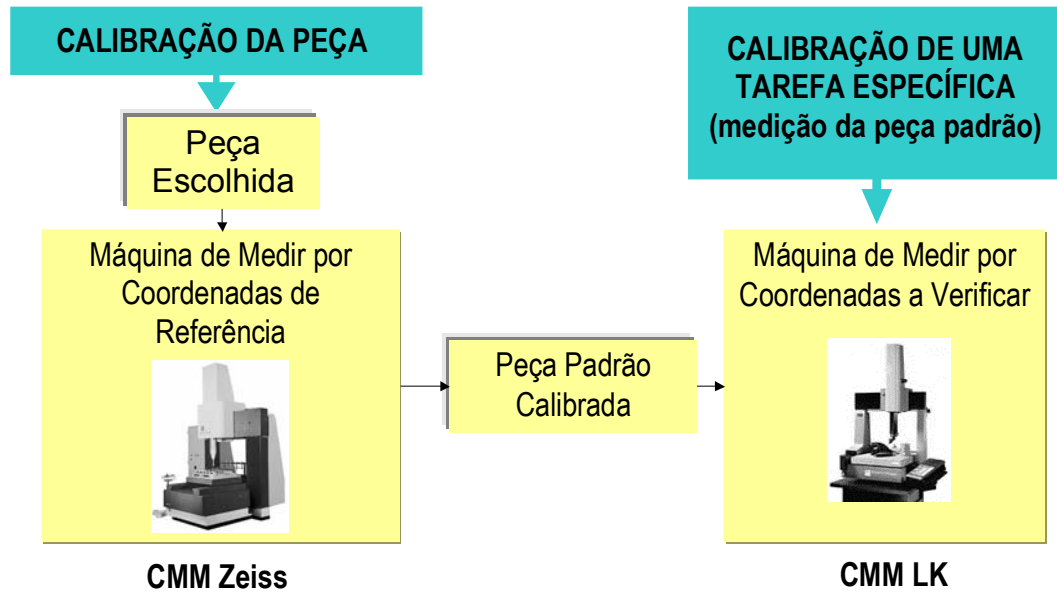 CALIBRAÇÃO DA PEÇA
Peça
Escolhida
Máquina de Medir por
Coordenadas de
Referência
CMM Zeiss
Peça Padrão
Calibrada
CALIBRAÇÃO DE UMA
TAREFA ESPECÍFICA
(medição da peça padrão)
Máquina de Medir por
Coordenadas a Verificar
CMM LK